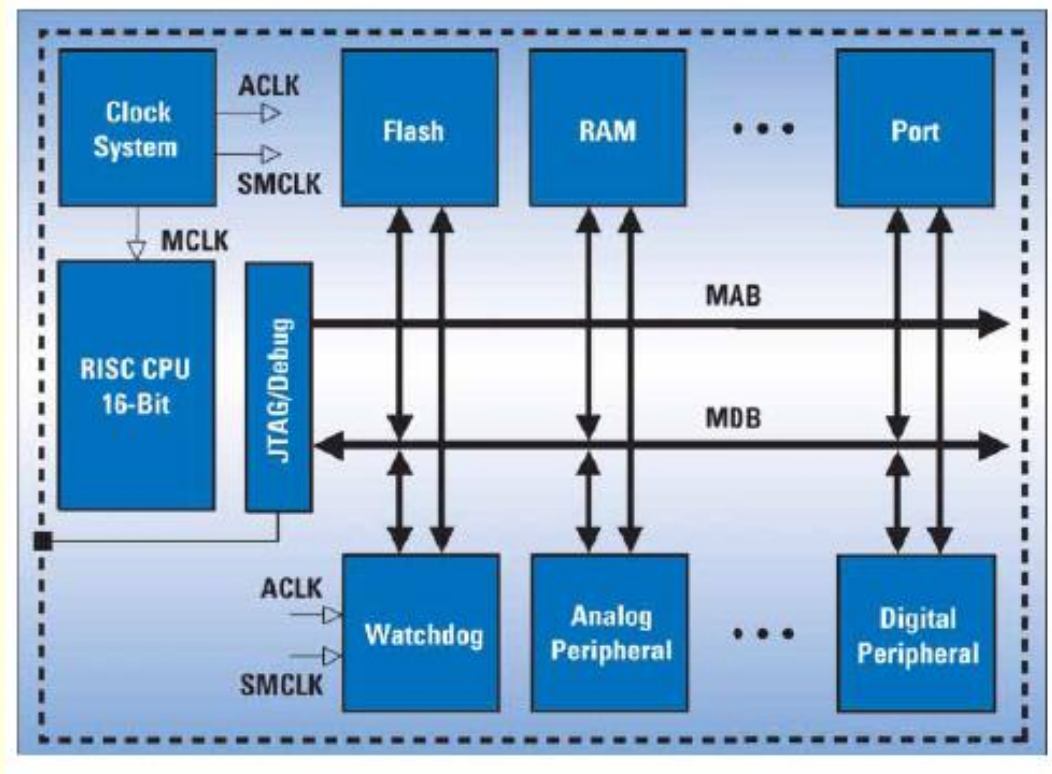 Clock
System
ACLK
SMCLK
Flash
RAM
Port
MCLK
RISC CPU
16-Bit
JTAG/Debug
MAB
MDB
ACLK
SMCLK
Watchdog
Analog
Peripheral
Digital
Peripheral